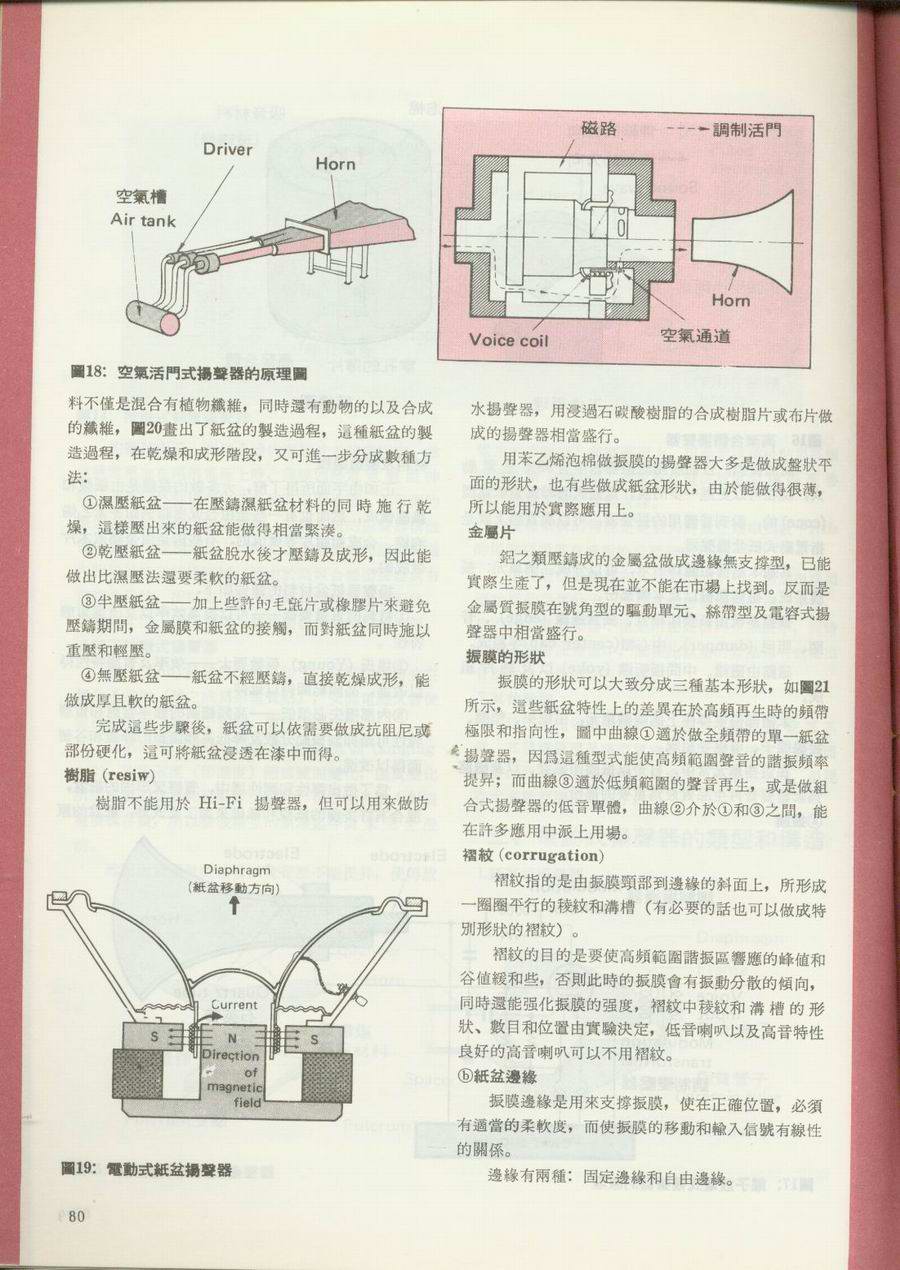 Driver
Horn
空氣槽
Air tank
磁路
調制活門
Horn
Voice coil
空氣通道
圖18：空氣活門式揚聲器的原理圖
料不僅是混合有植物纖維，同時還有動物的以及合成
的纖維，圖20畫出了紙盆的製造過程，這種紙盆的製
造過程，在乾燥和成形階段，又可進一步分成數種方
法：
①濕壓紙盆——在壓鑄濕紙盆材料的同時施行乾
燥，這樣壓出來的紙盆能做得相當緊湊。
②乾壓紙盆——紙盆脫水後才壓鑄及成形，因此能
做出比濕壓法還要柔軟的紙盆。
③半壓紙盆——加上些許的毛氈片或橡膠片來避免
壓鑄期間，金屬膜和紙盆的接觸，而對紙盆同時施以
重壓和輕壓。
④無壓紙盆——紙盆不經壓鑄，直接乾燥成形，能
做成厚且軟的紙盆。
完成這些步驟後，紙盆可以依需要做成抗阻尼或
部份硬化，這可將紙盆浸透在漆中而得。
樹脂 (resiw)
樹脂不能用於 Hi-Fi 揚聲器，但可以用來做防
Diaphragm
(紙盆移動方向)
Current
S
N
S
Direction
of
magnetic
field
圖19：電動式紙盆揚聲器
80
水揚聲器，用浸過石碳酸樹脂的合成樹脂片或布片做
成的揚聲器相當盛行。
用苯乙烯泡棉做振膜的揚聲器大多是做成盤狀平
面的形狀，也有些做成紙盆形狀，由於能做得很薄，
所以能用於實際應用上。
金屬片
鋁之類壓鑄成的金屬盆做成邊緣無支撐型，已能
實際生產了，但是現在並不能在市場上找到。反而是
金屬質振膜在號角型的驅動單元、絲帶型及電容式揚
聲器中相當盛行。
振膜的形狀
振膜的形狀可以大致分成三種基本形狀，如圖21
所示，這些紙盆特性上的差異在於高頻再生時的頻帶
極限和指向性，圖中曲線①適於做全頻帶的單一紙盆
揚聲器，因爲這種型式能使高頻範圍聲音的諧振頻率
提昇；而曲線③適於低頻範圍的聲音再生，或是做組
合式揚聲器的低音單體，曲線②介於①和③之間，能
在許多應用中派上用場。
褶紋 (corrugation)
褶紋指的是由振膜頸部到邊緣的斜面上，所形成
一圈圈平行的稜紋和溝槽（有必要的話也可以做成特
別形狀的褶紋）。
褶紋的目的是要使高頻範圍諧振區響應的峰值和
谷值緩和些，否則此時的振膜會有振動分散的傾向，
同時還能强化振膜的强度，褶紋中稜紋和溝槽的形
狀、數目和位置由實驗決定，低音喇叭以及高音特性
良好的高音喇叭可以不用褶紋。
ⓑ紙盆邊緣
振膜邊緣是用來支撐振膜，使在正確位置，必須
有適當的柔軟度，而使振膜的移動和輸入信號有線性
的關係。
邊緣有兩種：固定邊緣和自由邊緣。